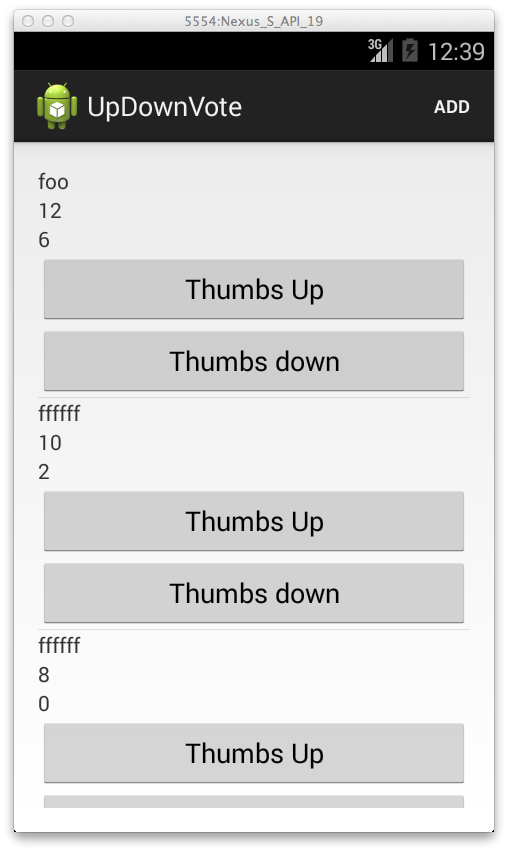 5554:Nexus_S_API_19
3G 12:39
UpDownVote ADD
foo
12
6
Thumbs Up
Thumbs down
ffffff
10
2
Thumbs Up
Thumbs down
ffffff
8
0
Thumbs Up